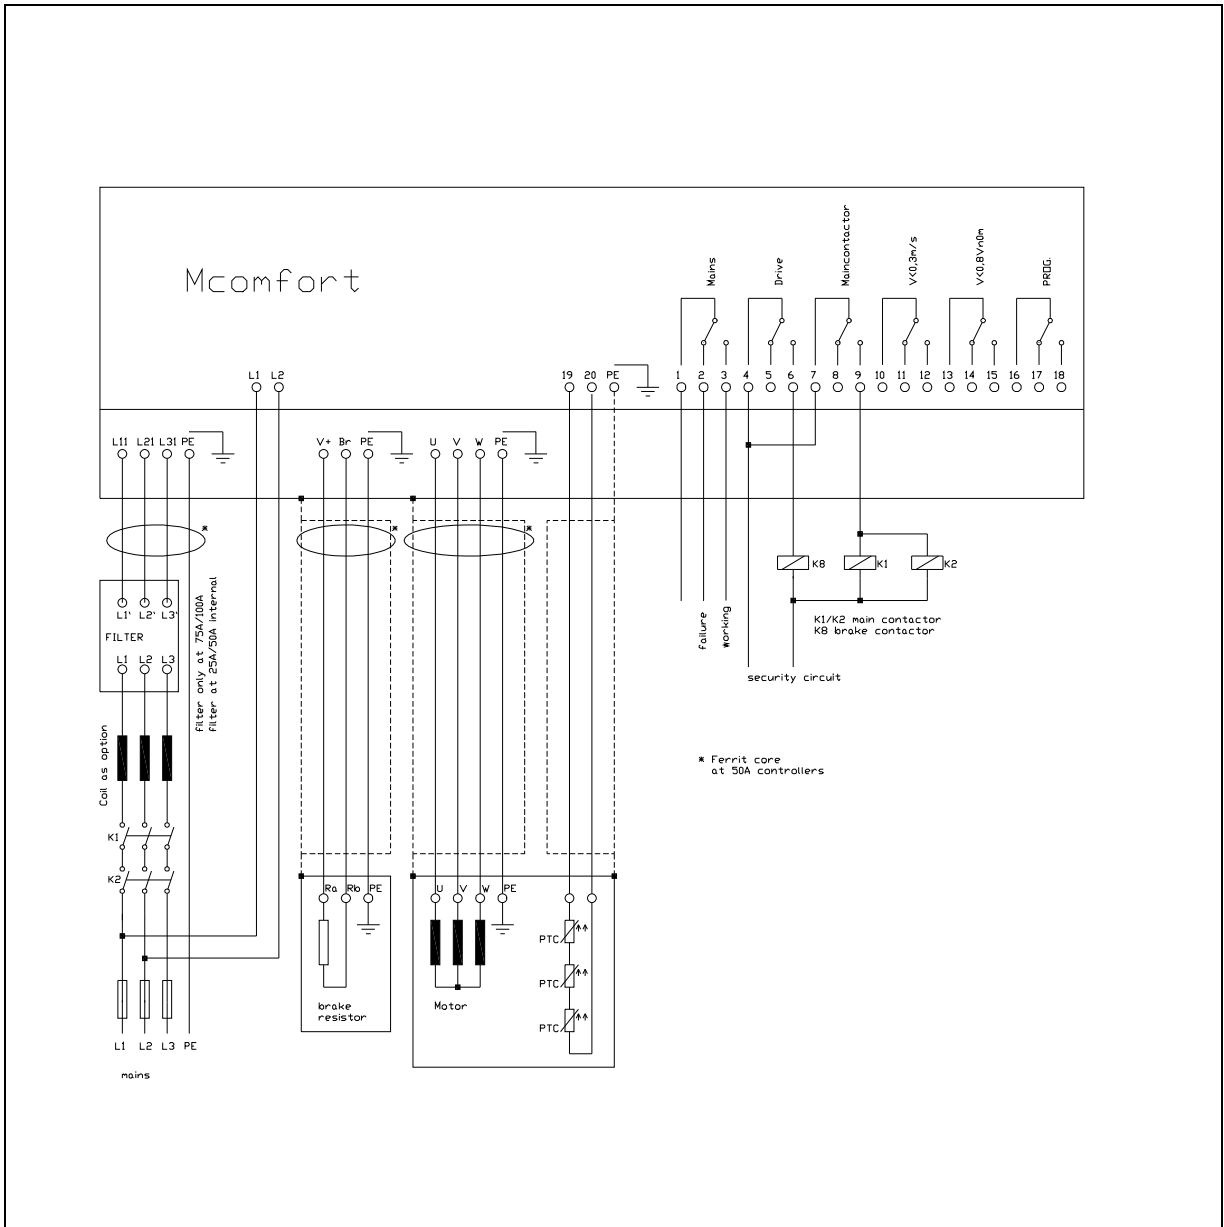 Mcomfort
Mains
Drive
Maincontactor
V<0,3m/s
V<0,8Vn0m
PROG.
L1 L2
19 20 PE
1 2 3 4 5 6 7 8 9 10 11 12 13 14 15 16 17 18
L11 L21 L31 PE
V+ Br PE
U V W PE
*
*
*
L1' L2' L3'
FILTER
L1 L2 L3
filter only at 75A/100A
filter at 25A/50A internal
K8 K1 K2
failure
working
K1/K2 main contactor
K8 brake contactor
security circuit
Coil as option
* Ferrit core
at 50A controllers
K1
K2
Ra Rb PE
U V W PE
PTC
PTC
PTC
brake
resistor
Motor
L1 L2 L3 PE
mains